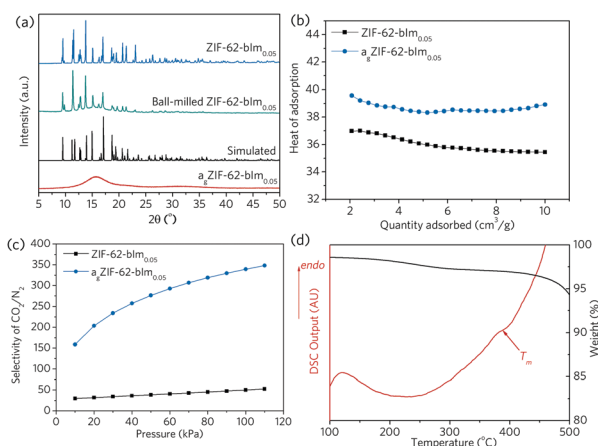 (a)
ZIF-62-bIm0.05
Ball-milled ZIF-62-bIm0.05
Simulated
agZIF-62-bIm0.05
Intensity (a.u.)
5 10 15 20 25 30 35 40 45 50
2θ (°)
(b)
ZIF-62-bIm0.05
agZIF-62-bIm0.05
Heat of adsorption
44
42
40
38
36
34
32
0 2 4 6 8 10
Quantity adsorbed (cm3/g)
(c)
ZIF-62-bIm0.05
agZIF-62-bIm0.05
Selectivity of CO2/N2
400
350
300
250
200
150
100
50
0
0 20 40 60 80 100 120
Pressure (kPa)
(d)
endo
DSC Output (AU)
Tm
100
95
90
85
80
Weight (%)
100 200 300 400 500
Temperature (°C)